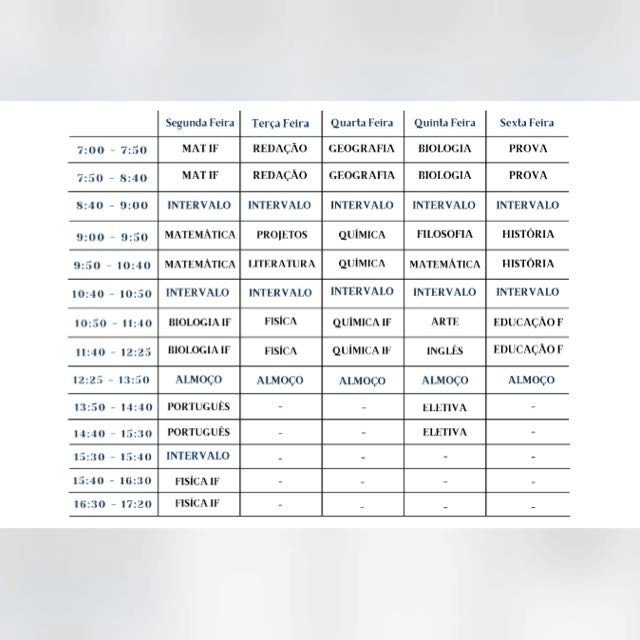 Segunda Feira Terça Feira Quarta Feira Quinta Feira Sexta Feira
7:00 - 7:50 MAT IF REDAÇÃO GEOGRAFIA BIOLOGIA PROVA
7:50 - 8:40 MAT IF REDAÇÃO GEOGRAFIA BIOLOGIA PROVA
8:40 - 9:00 INTERVALO INTERVALO INTERVALO INTERVALO INTERVALO
9:00 - 9:50 MATEMÁTICA PROJETOS QUÍMICA FILOSOFIA HISTÓRIA
9:50 - 10:40 MATEMÁTICA LITERATURA QUÍMICA MATEMÁTICA HISTÓRIA
10:40 - 10:50 INTERVALO INTERVALO INTERVALO INTERVALO INTERVALO
10:50 - 11:40 BIOLOGIA IF FISÍCA QUÍMICA IF ARTE EDUCAÇÃO F
11:40 - 12:25 BIOLOGIA IF FISÍCA QUÍMICA IF INGLÊS EDUCAÇÃO F
12:25 - 13:50 ALMOÇO ALMOÇO ALMOÇO ALMOÇO ALMOÇO
13:50 - 14:40 PORTUGUÊS - - ELETIVA -
14:40 - 15:30 PORTUGUÊS - - ELETIVA -
15:30 - 15:40 INTERVALO - - - -
15:40 - 16:30 FISÍCA IF - - - -
16:30 - 17:20 FISÍCA IF - - - -